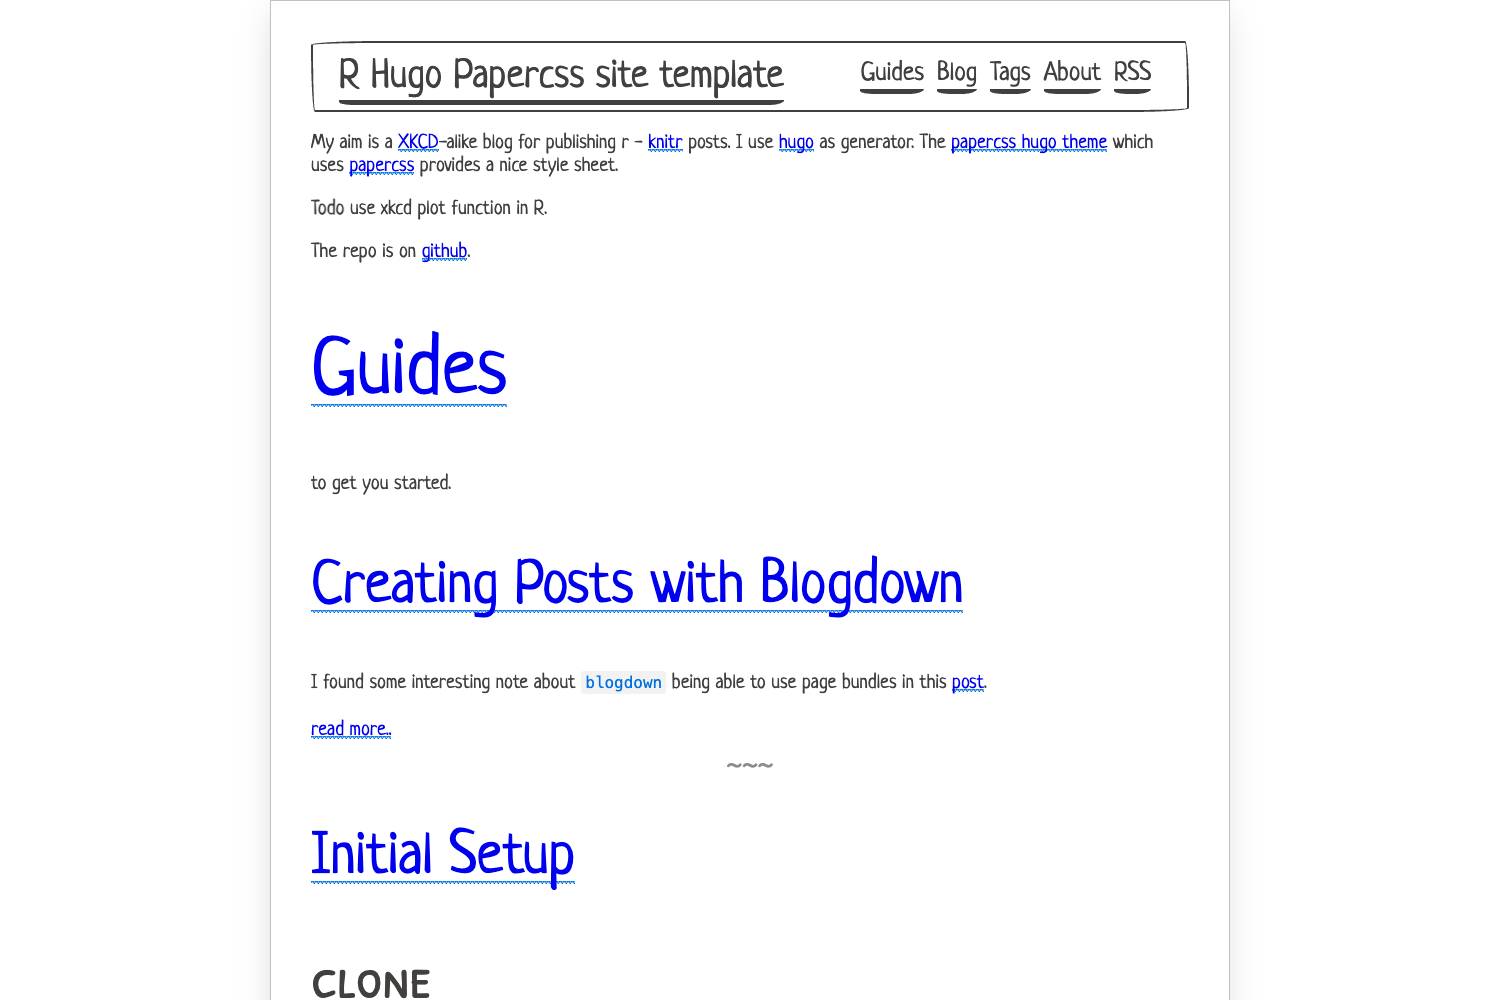 R Hugo Papercss site template
Guides Blog Tags About RSS
My aim is a XKCD-alike blog for publishing r - knitr posts. I use hugo as generator. The papercss hugo theme which
uses papercss provides a nice style sheet.
Todo use xkcd plot function in R.
The repo is on github.
Guides
to get you started.
Creating Posts with Blogdown
I found some interesting note about blogdown being able to use page bundles in this post.
read more..
~~~
Initial Setup
CLONE